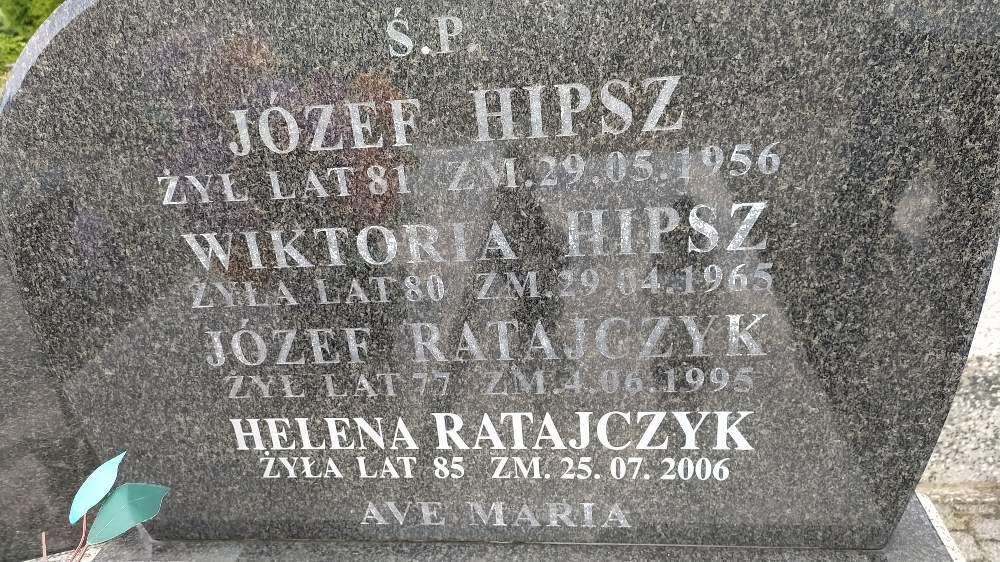 Ś.P.
JÓZEF HIPSZ
ŻYŁ LAT 81 ZM. 29.05.1956
WIKTORIA HIPSZ
ŻYŁA LAT 80 ZM. 29.04.1965
JÓZEF RATAJCZYK
ŻYŁ LAT 77 ZM. 4.06.1995
HELENA RATAJCZYK
ŻYŁA LAT 85 ZM. 25. 07. 2006
AVE MARIA